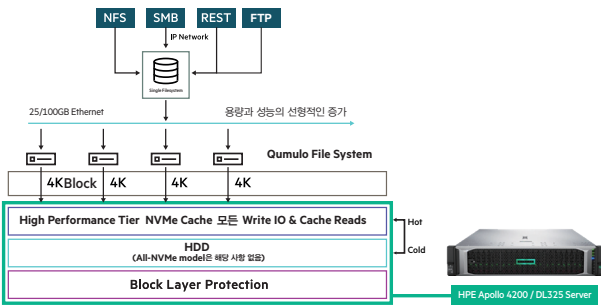 NFS SMB REST FTP
IP Network
Single Filesystem
25/100GB Ethernet 용량과 성능의 선형적인 증가
Qumulo File System
4KBlock 4K 4K 4K
High Performance Tier NVMe Cache 모든 Write IO & Cache Reads
Hot
HDD
(All-NVMe model은 해당 사항 없음)
Cold
Block Layer Protection
HPE Apollo 4200 / DL325 Server